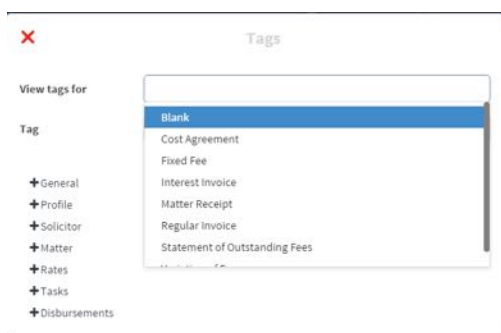 Tags
View tags for
Blank
Tag
Cost Agreement
Fixed Fee
General
Interest Invoice
Profile
Matter Receipt
Solicitor
Regular Invoice
Matter
Statement of Outstanding Fees
Rates
Tasks
Disbursements